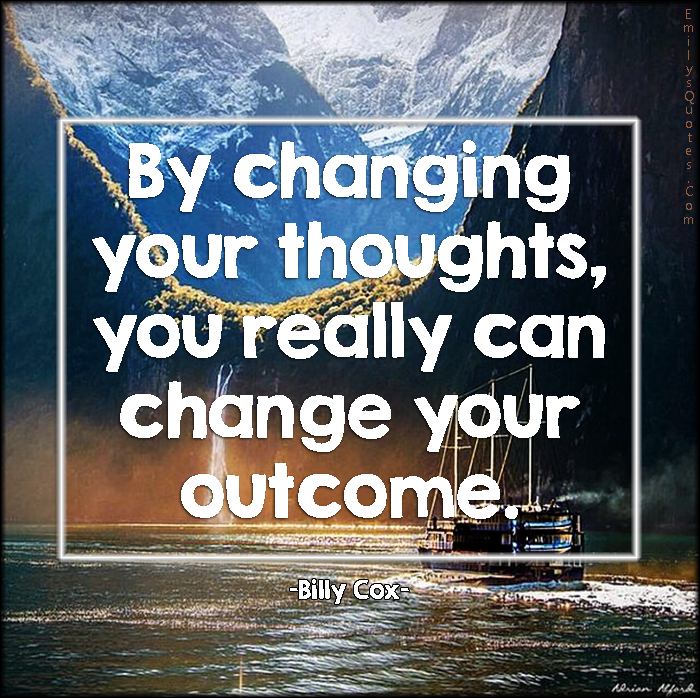 By changing
your thoughts,
you really can
change your
outcome.
-Billy Cox-
EmilysQuotes.Com